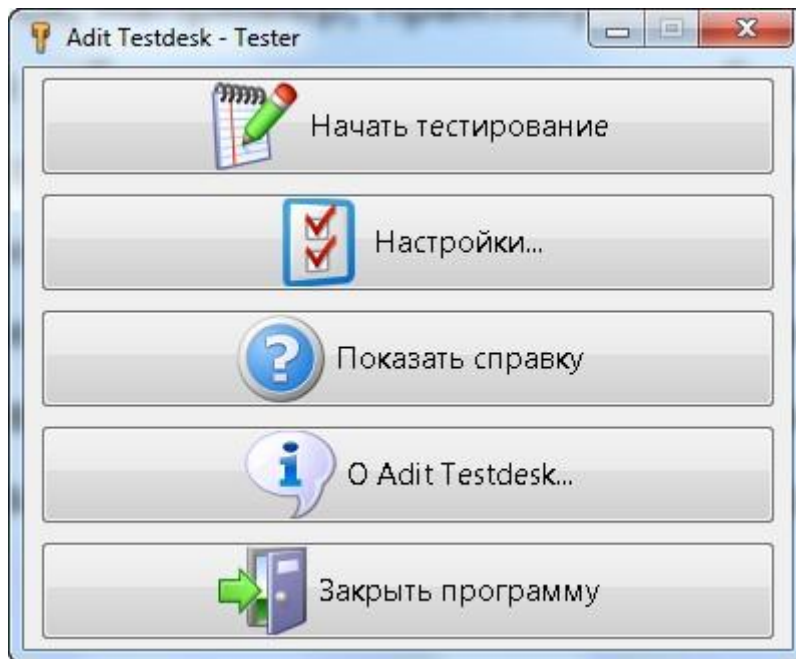 Adit Testdesk - Tester
Начать тестирование
Настройки...
Показать справку
О Adit Testdesk...
Закрыть программу